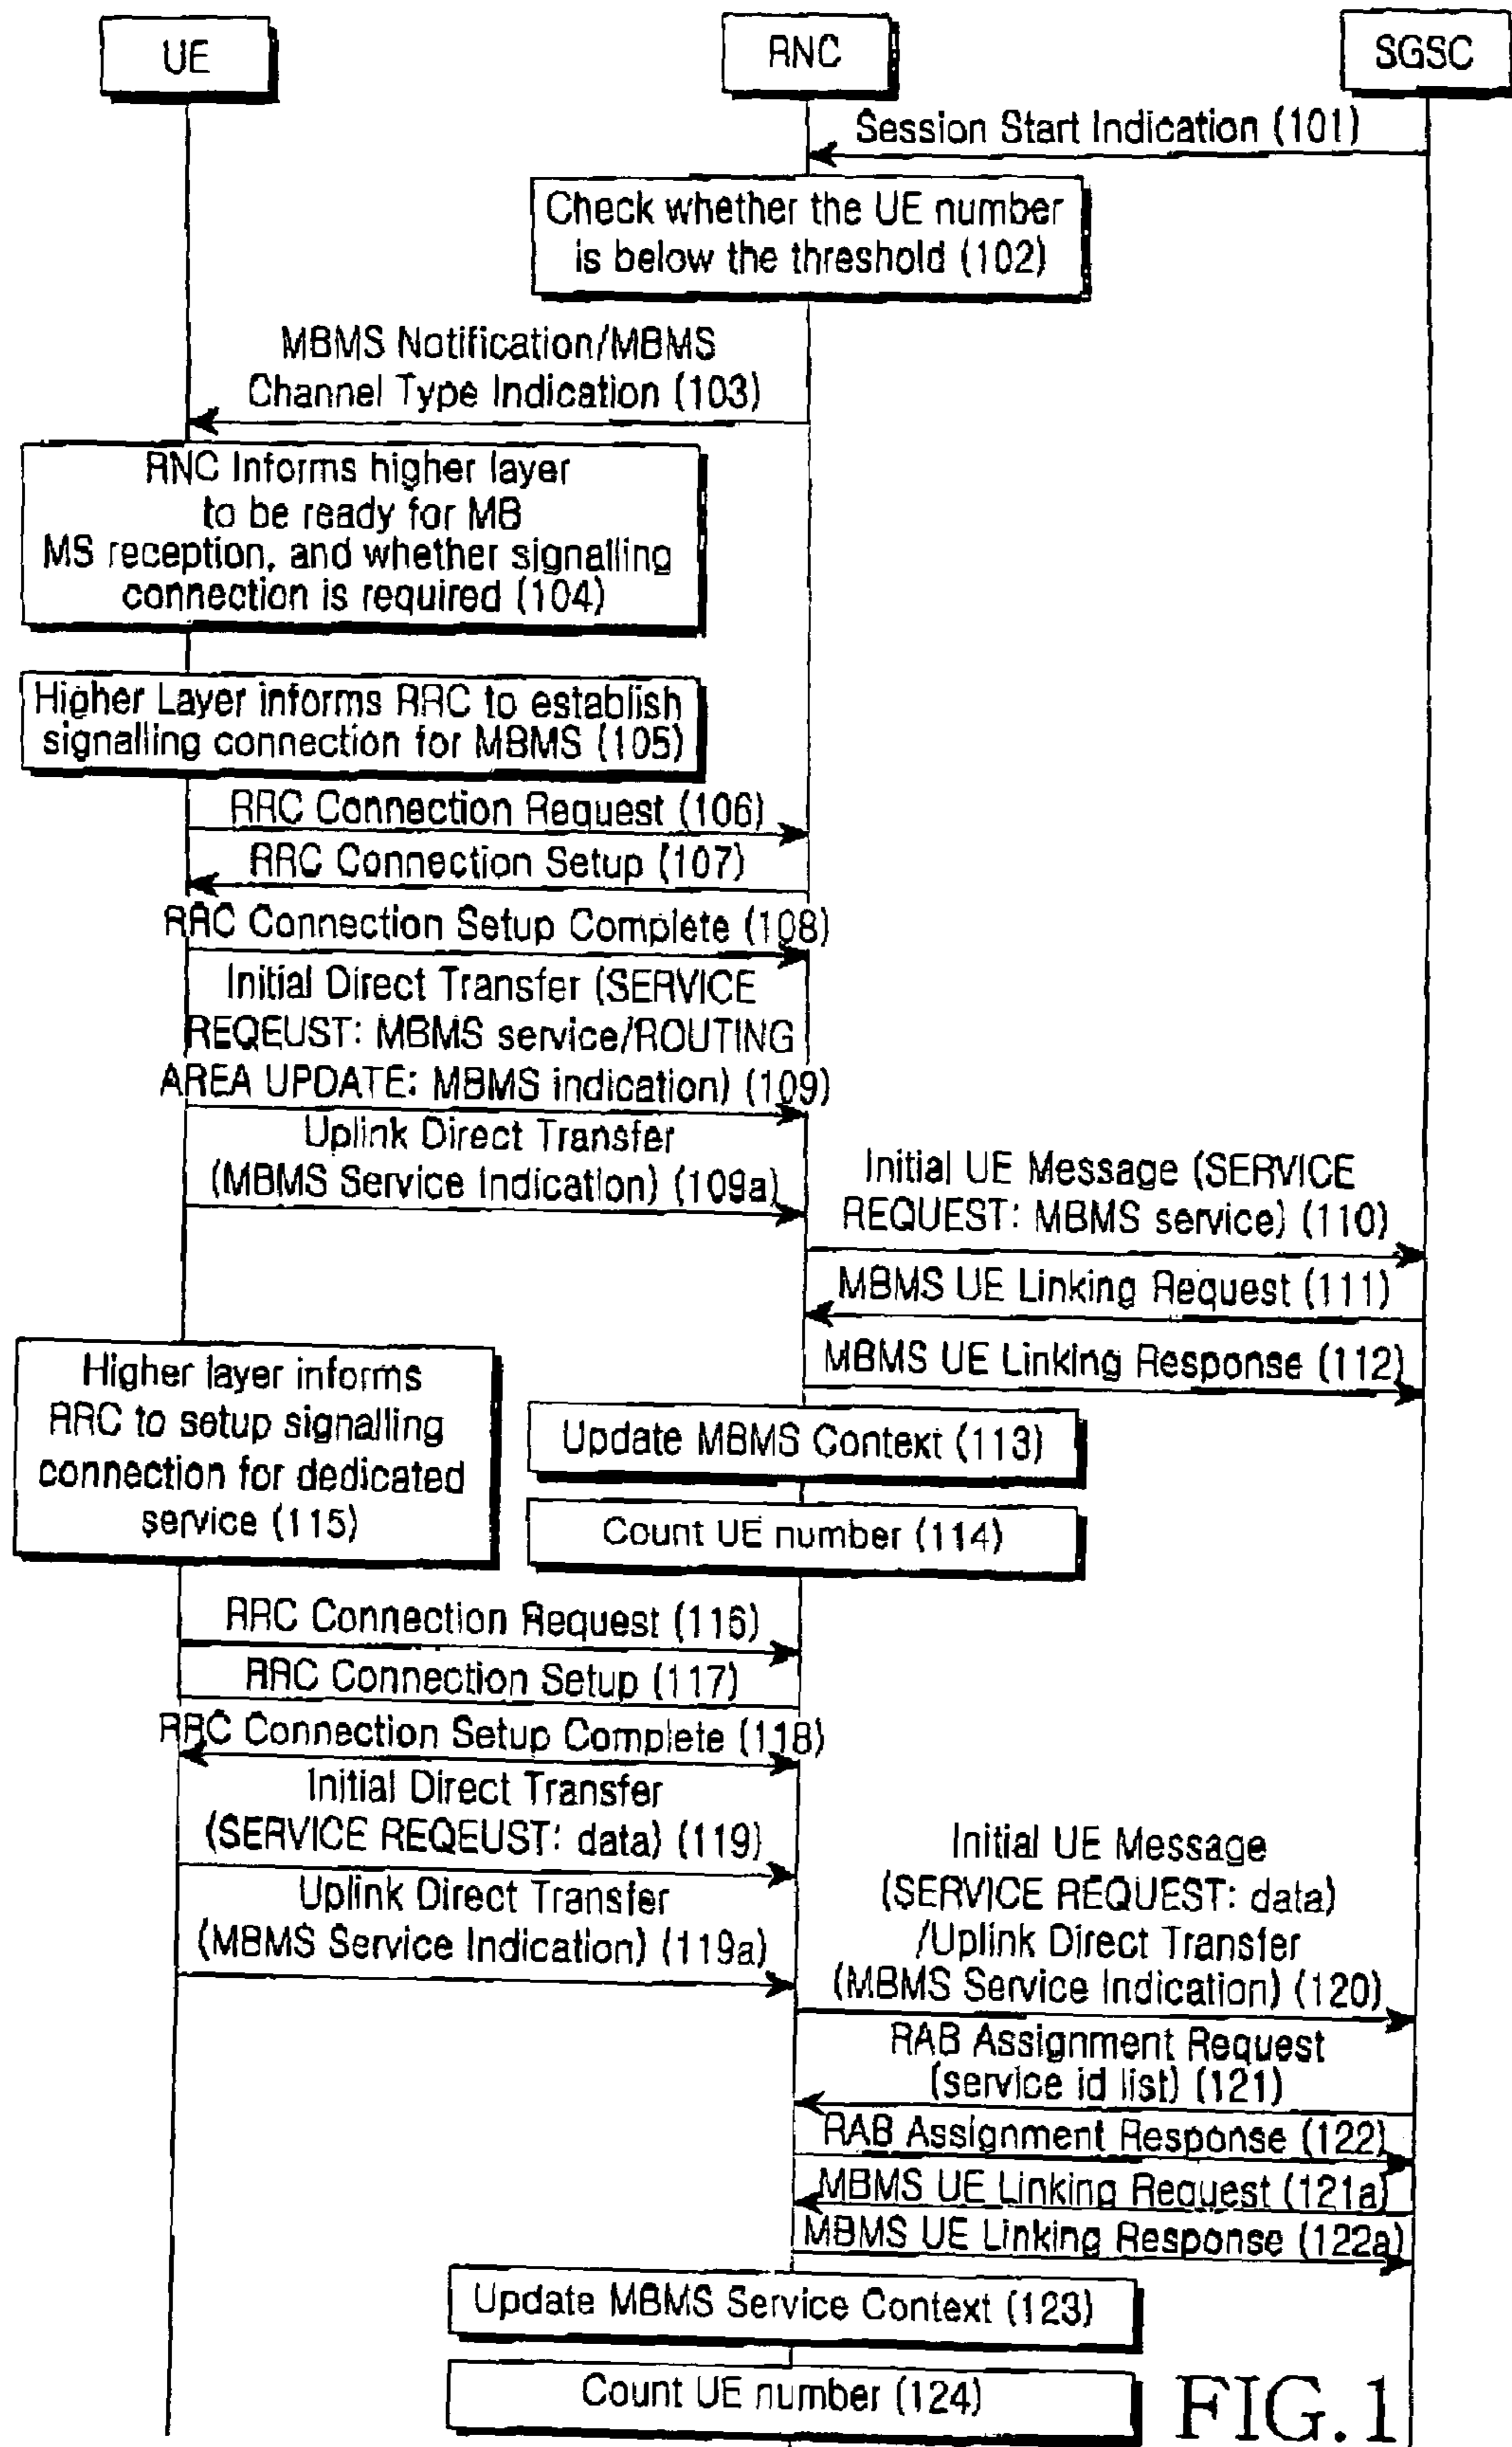 UE
RNC
SGSC
Session Start Indication (101)
Check whether the UE number
is below the threshold (102)
MBMS Notification/MBMS
Channel Type Indication (103)
RNC Informs higher layer
to be ready for MB
MS reception, and whether signalling
connection is required (104)
Higher Layer informs RRC to establish
signalling connection for MBMS (105)
RRC Connection Request (106)
RRC Connection Setup (107)
RRC Connection Setup Complete (108)
Initial Direct Transfer (SERVICE
REQEUST: MBMS service/ROUTING
AREA UPDATE: MBMS indication) (109)
Uplink Direct Transfer
(MBMS Service Indication) (109a)
Initial UE Message (SERVICE
REQUEST: MBMS service) (110)
MBMS UE Linking Request (111)
MBMS UE Linking Response (112)
Update MBMS Context (113)
Count UE number (114)
Higher layer informs
RRC to setup signalling
connection for dedicated
service (115)
RRC Connection Request (116)
RRC Connection Setup (117)
RRC Connection Setup Complete (118)
Initial Direct Transfer
(SERVICE REQEUST: data) (119)
Uplink Direct Transfer
(MBMS Service Indication) (119a)
Initial UE Message
(SERVICE REQUEST: data)
/Uplink Direct Transfer
(MBMS Service Indication) (120)
RAB Assignment Request
(service id list) (121)
RAB Assignment Response (122)
MBMS UE Linking Request (121a)
MBMS UE Linking Response (122a)
Update MBMS Service Context (123)
Count UE number (124)
FIG.1